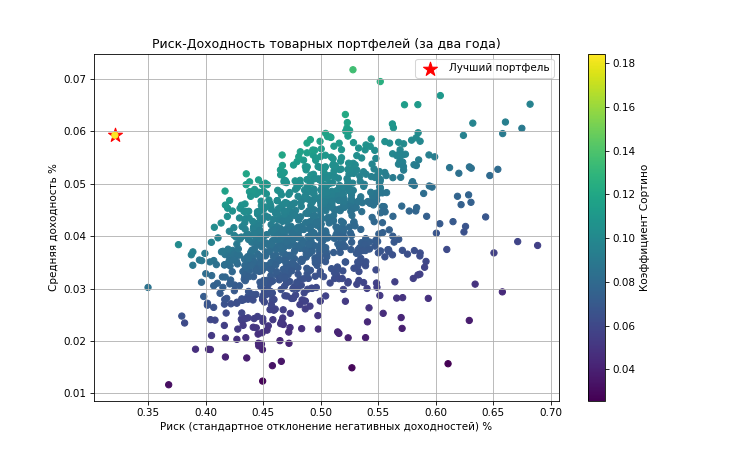 Риск-Доходность товарных портфелей (за два года)
Лучший портфель
Средняя доходность %
0.07
0.06
0.05
0.04
0.03
0.02
0.01
0.35 0.40 0.45 0.50 0.55 0.60 0.65 0.70
Риск (стандартное отклонение негативных доходностей) %
0.18
0.16
0.14
0.12
0.10
0.08
0.06
0.04
Коэффициент Сортино